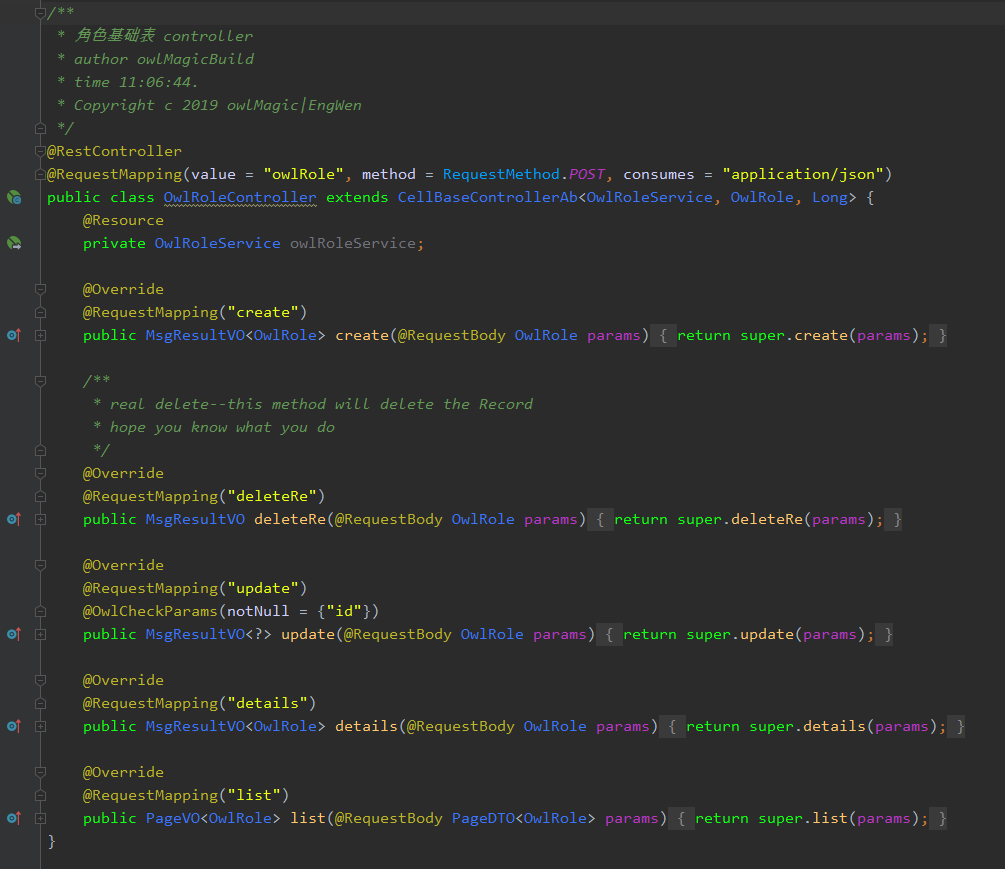 /**
 * 角色基础表 controller
 * author owlMagicBuild
 * time 11:06:44.
 * Copyright c 2019 owlMagic|EngWen
 */
@RestController
@RequestMapping(value = "owlRole", method = RequestMethod.POST, consumes = "application/json")
public class OwlRoleController extends CellBaseControllerAb<OwlRoleService, OwlRole, Long> {
    @Resource
    private OwlRoleService owlRoleService;

    @Override
    @RequestMapping("create")
    public MsgResultVO<OwlRole> create(@RequestBody OwlRole params) { return super.create(params); }

    /**
     * real delete--this method will delete the Record
     * hope you know what you do
     */
    @Override
    @RequestMapping("deleteRe")
    public MsgResultVO deleteRe(@RequestBody OwlRole params) { return super.deleteRe(params); }

    @Override
    @RequestMapping("update")
    @OwlCheckParams(notNull = {"id"})
    public MsgResultVO<?> update(@RequestBody OwlRole params) { return super.update(params); }

    @Override
    @RequestMapping("details")
    public MsgResultVO<OwlRole> details(@RequestBody OwlRole params) { return super.details(params); }

    @Override
    @RequestMapping("list")
    public PageVO<OwlRole> list(@RequestBody PageDTO<OwlRole> params) { return super.list(params); }
}